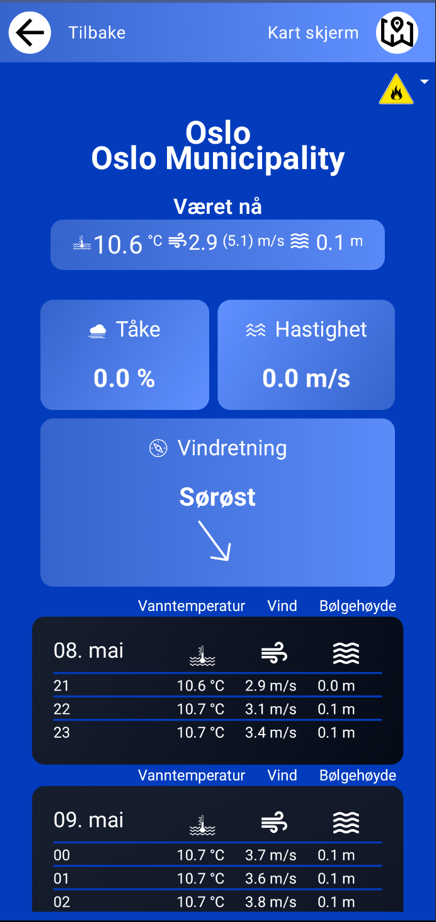 Tilbake Kart skjerm
Oslo
Oslo Municipality
Været nå
10.6 °C 2.9 (5.1) m/s 0.1 m
Tåke Hastighet
0.0 % 0.0 m/s
Vindretning
Sørøst
Vanntemperatur Vind Bølgehøyde
08. mai
21 10.6 °C 2.9 m/s 0.0 m
22 10.7 °C 3.1 m/s 0.1 m
23 10.7 °C 3.4 m/s 0.1 m
Vanntemperatur Vind Bølgehøyde
09. mai
00 10.7 °C 3.7 m/s 0.1 m
01 10.7 °C 3.6 m/s 0.1 m
02 10.7 °C 3.8 m/s 0.1 m